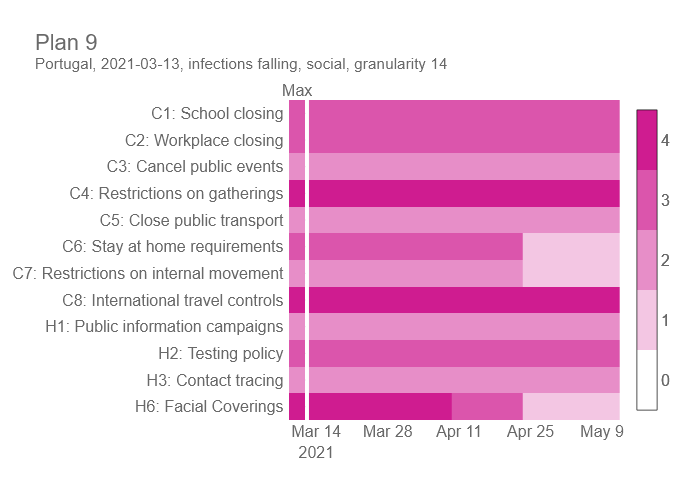 Plan 9
Portugal, 2021-03-13, infections falling, social, granularity 14
Max
C1: School closing
C2: Workplace closing
C3: Cancel public events
C4: Restrictions on gatherings
C5: Close public transport
C6: Stay at home requirements
C7: Restrictions on internal movement
C8: International travel controls
H1: Public information campaigns
H2: Testing policy
H3: Contact tracing
H6: Facial Coverings
Mar 14 Mar 28 Apr 11 Apr 25 May 9
2021
4
3
2
1
0